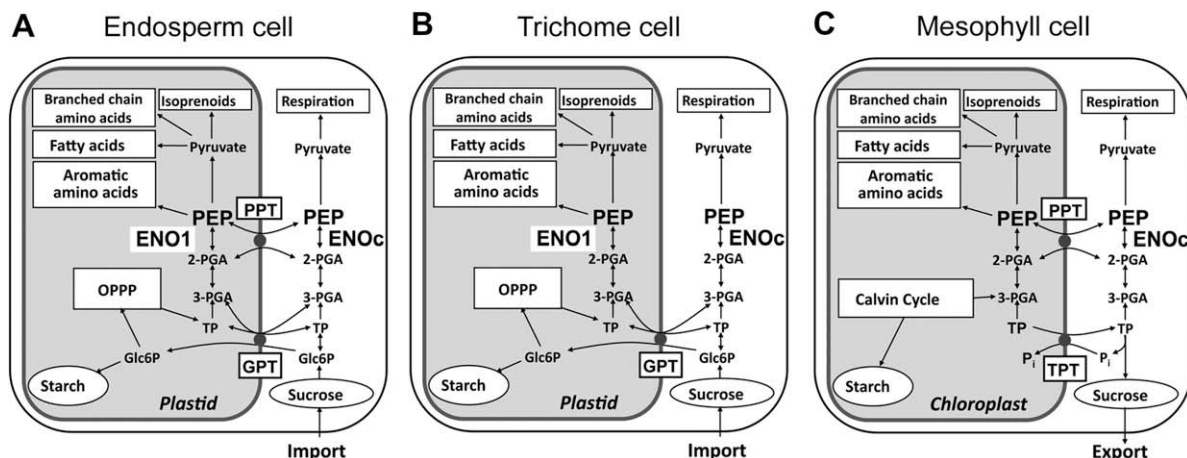 A Endosperm cell
Branched chain
amino acids
Isoprenoids
Respiration
Fatty acids
Pyruvate
Pyruvate
Aromatic
amino acids
PPT
PEP
PEP
ENO1
ENOc
2-PGA
2-PGA
OPPP
3-PGA
3-PGA
TP
TP
Glc6P
Glc6P
GPT
Starch
Plastid
Sucrose
Import
B Trichome cell
Branched chain
amino acids
Isoprenoids
Respiration
Fatty acids
Pyruvate
Pyruvate
Aromatic
amino acids
PEP
PEP
ENO1
ENOc
2-PGA
2-PGA
OPPP
3-PGA
3-PGA
TP
TP
Glc6P
Glc6P
GPT
Starch
Plastid
Sucrose
Import
C Mesophyll cell
Branched chain
amino acids
Isoprenoids
Respiration
Fatty acids
Pyruvate
Pyruvate
Aromatic
amino acids
PPT
PEP
PEP
ENOc
2-PGA
2-PGA
Calvin Cycle
3-PGA
3-PGA
TP
TP
Pi
Pi
TPT
Starch
Chloroplast
Sucrose
Export